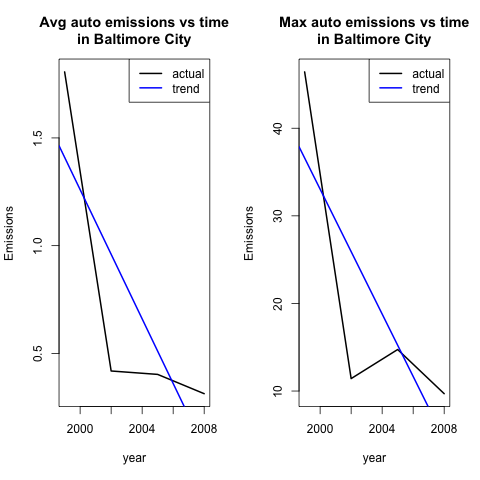 Avg auto emissions vs time
in Baltimore City
actual
trend
Emissions
1.5
1.0
0.5
2000
2004
2008
year
Max auto emissions vs time
in Baltimore City
actual
trend
Emissions
40
30
20
10
2000
2004
2008
year